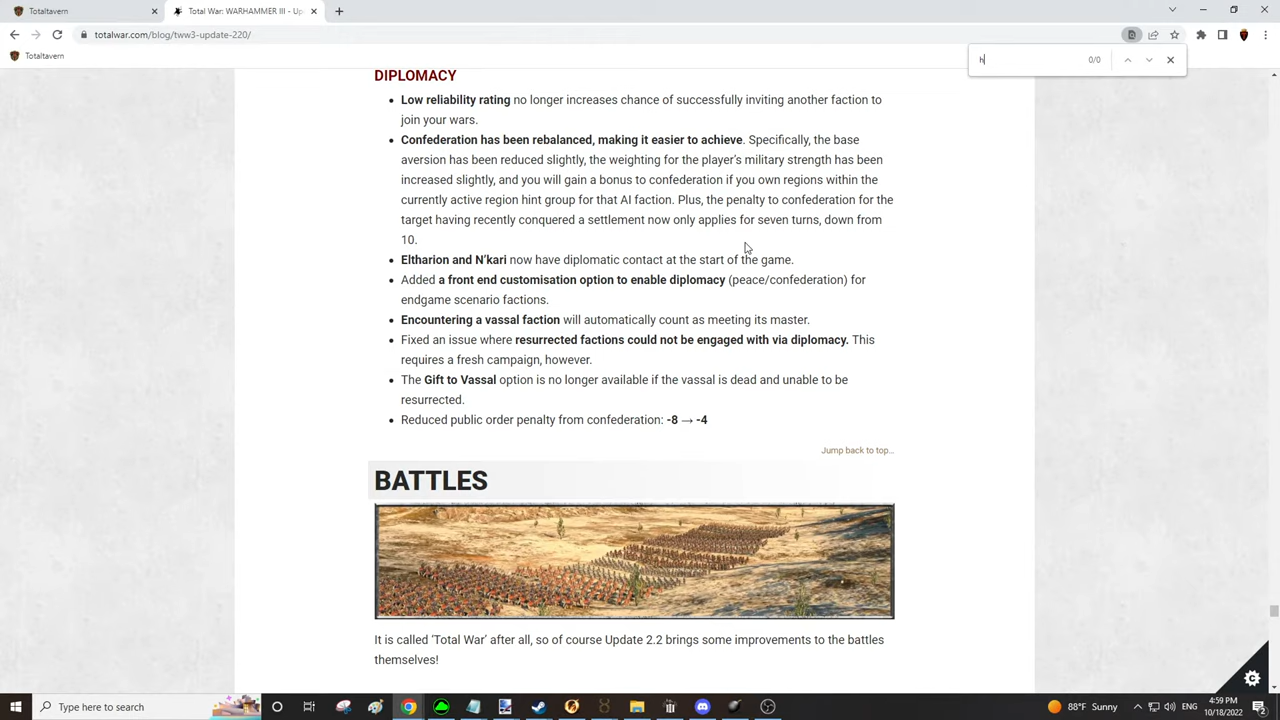 Totaltavern
Total War: WARHAMMER III - Up
totalwar.com/blog/tww3-update-220/
Totaltavern
h
0/0
DIPLOMACY
Low reliability rating no longer increases chance of successfully inviting another faction to
join your wars.
Confederation has been rebalanced, making it easier to achieve. Specifically, the base
aversion has been reduced slightly, the weighting for the player's military strength has been
increased slightly, and you will gain a bonus to confederation if you own regions within the
currently active region hint group for that AI faction. Plus, the penalty to confederation for the
target having recently conquered a settlement now only applies for seven turns, down from
10.
Eltharion and N'kari now have diplomatic contact at the start of the game.
Added a front end customisation option to enable diplomacy (peace/confederation) for
endgame scenario factions.
Encountering a vassal faction will automatically count as meeting its master.
Fixed an issue where resurrected factions could not be engaged with via diplomacy. This
requires a fresh campaign, however.
The Gift to Vassal option is no longer available if the vassal is dead and unable to be
resurrected.
Reduced public order penalty from confederation: -8 → -4
Jump back to top...
BATTLES
It is called 'Total War' after all, so of course Update 2.2 brings some improvements to the battles
themselves!
Type here to search
88°F Sunny
ENG
4:59 PM
10/18/2022
2